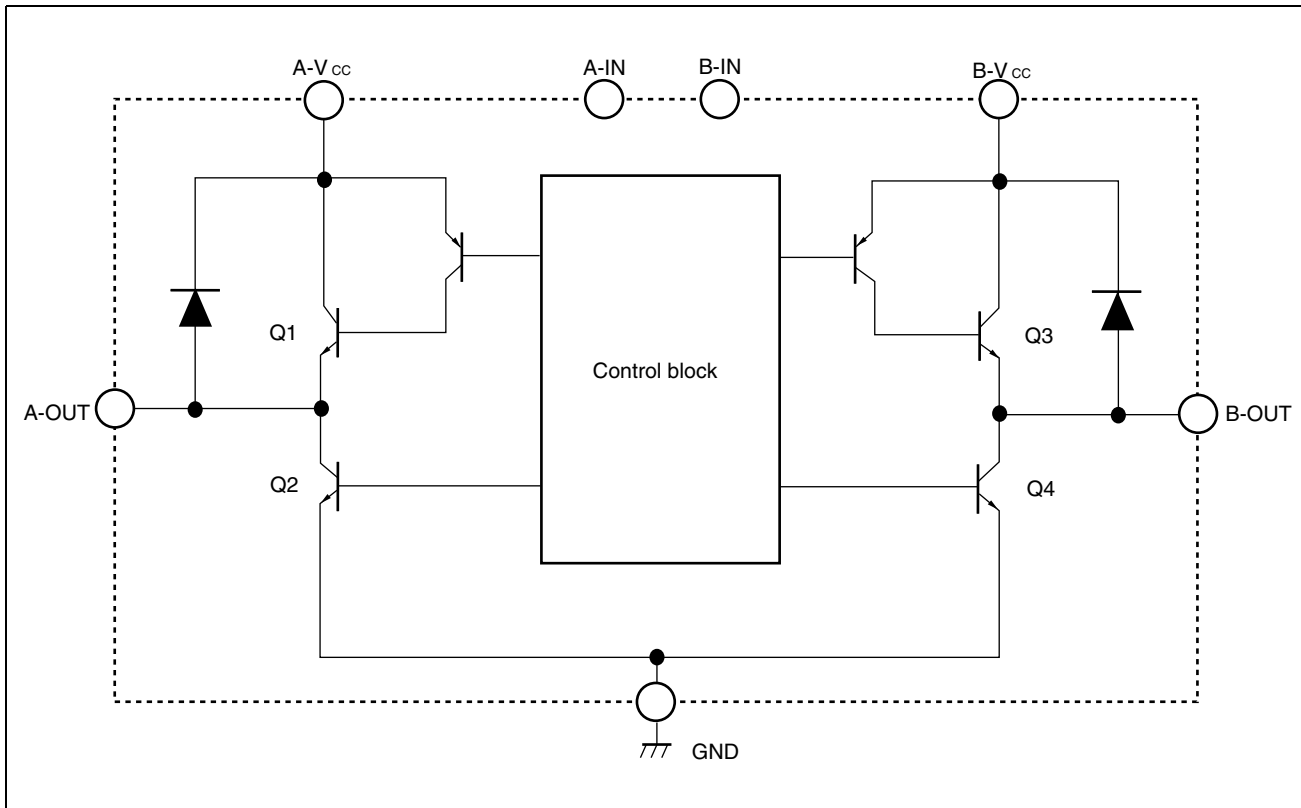 A-Vcc
A-IN
B-IN
B-Vcc
Q1
Q3
Control block
A-OUT
B-OUT
Q2
Q4
GND